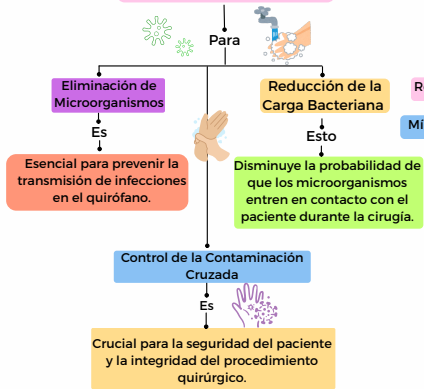 Para
Eliminación de
Microorganismos
Reducción de la
Carga Bacteriana
Es
Esto
Esencial para prevenir la
transmisión de infecciones
en el quirófano.
Disminuye la probabilidad de
que los microorganismos
entren en contacto con el
paciente durante la cirugía.
Control de la Contaminación
Cruzada
Es
Crucial para la seguridad del paciente
y la integridad del procedimiento
quirúrgico.